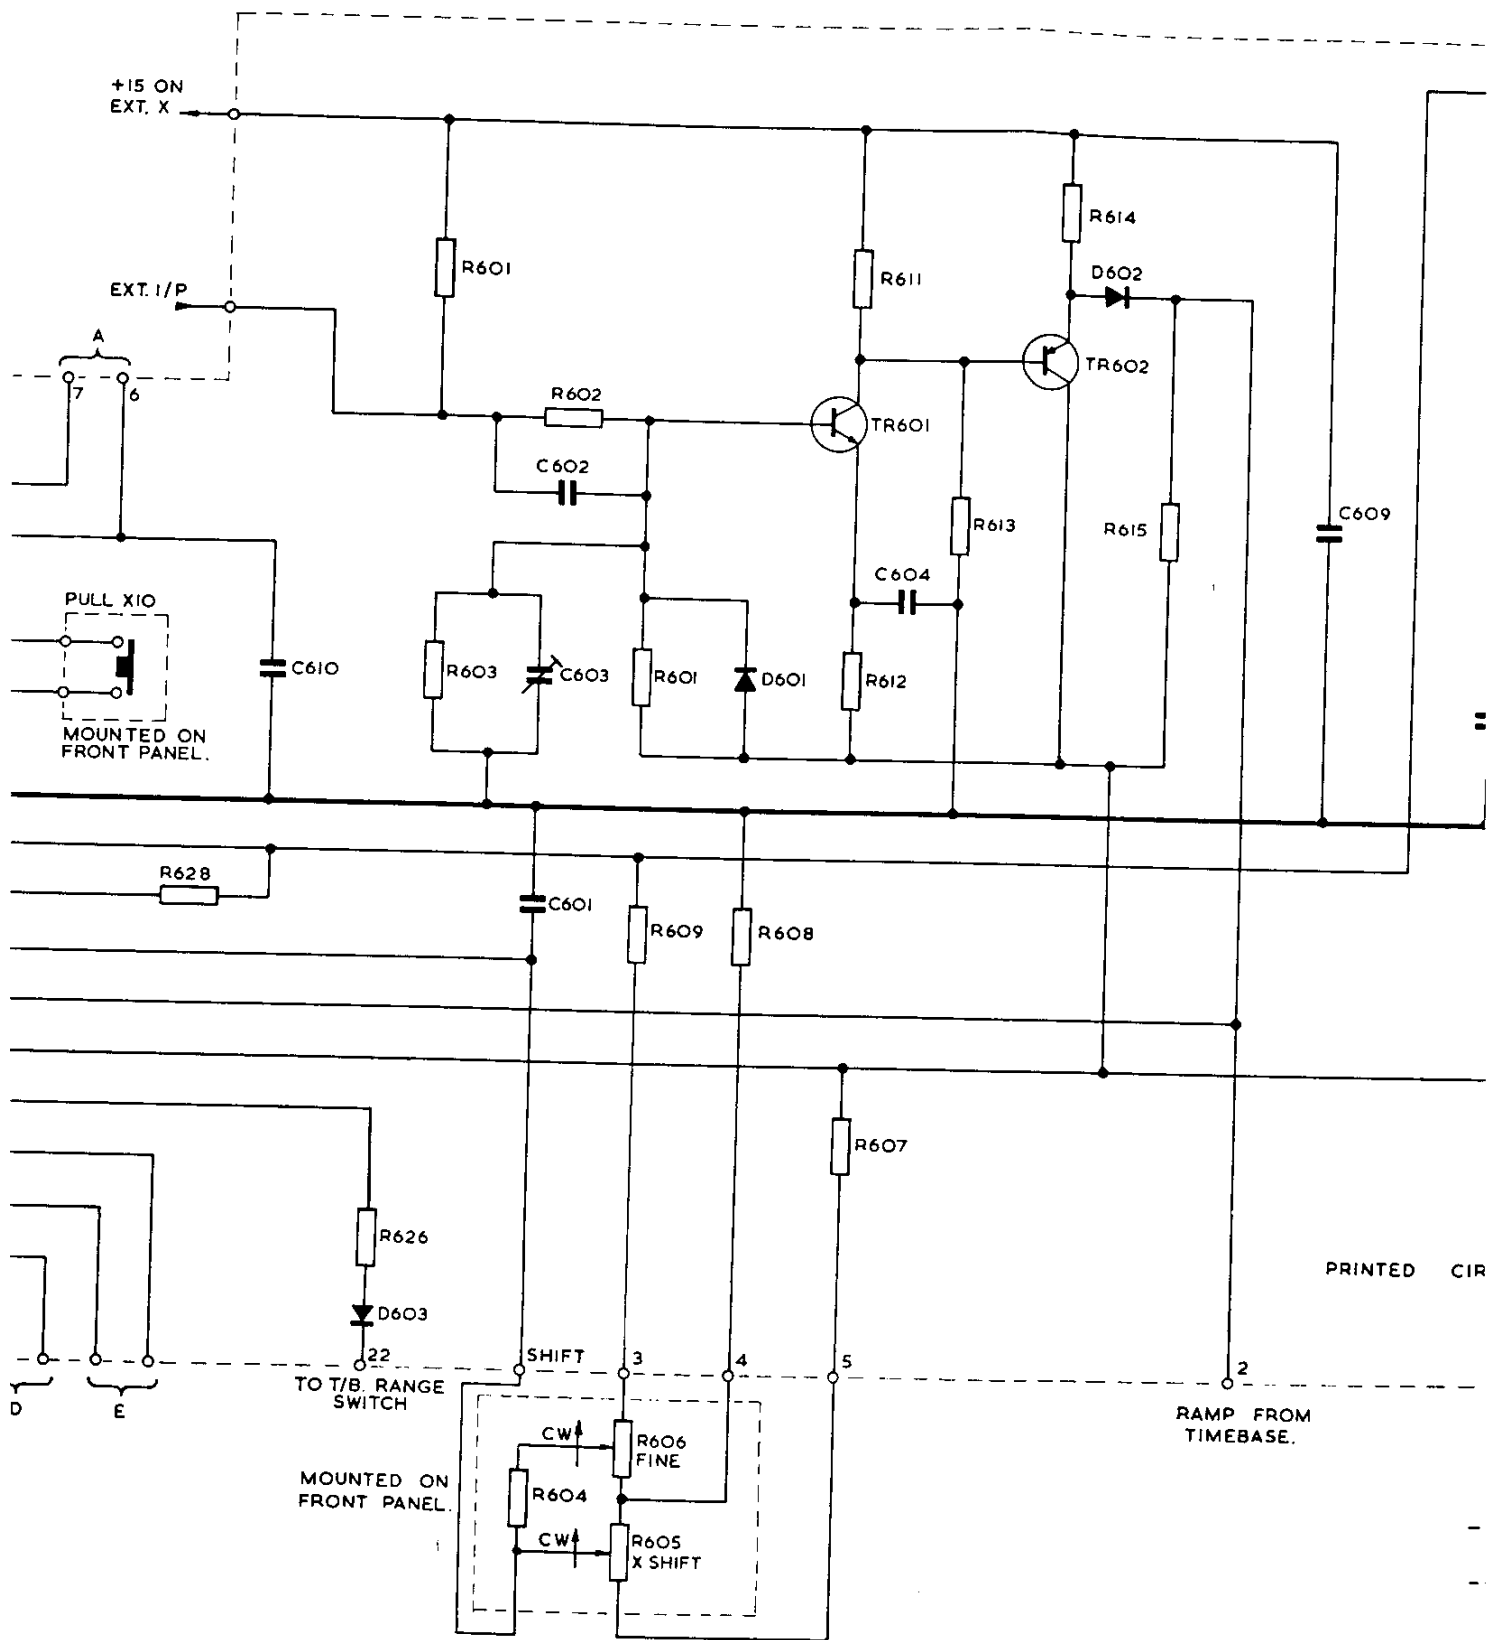 +15 ON
EXT. X
R614
R601
R611
D602
EXT. I/P
A
TR602
7
6
R602
TR601
C602
C609
R613
R615
C604
PULL X10
R603
C603
R601
D601
R612
C610
MOUNTED ON
FRONT PANEL.
R628
C601
R609
R608
R607
R626
PRINTED CIR
D603
22
SHIFT
3
4
5
2
TO T/B. RANGE
SWITCH
D
E
RAMP FROM
TIMEBASE.
CW
R606
FINE
MOUNTED ON
FRONT PANEL.
R604
CW
R605
X SHIFT